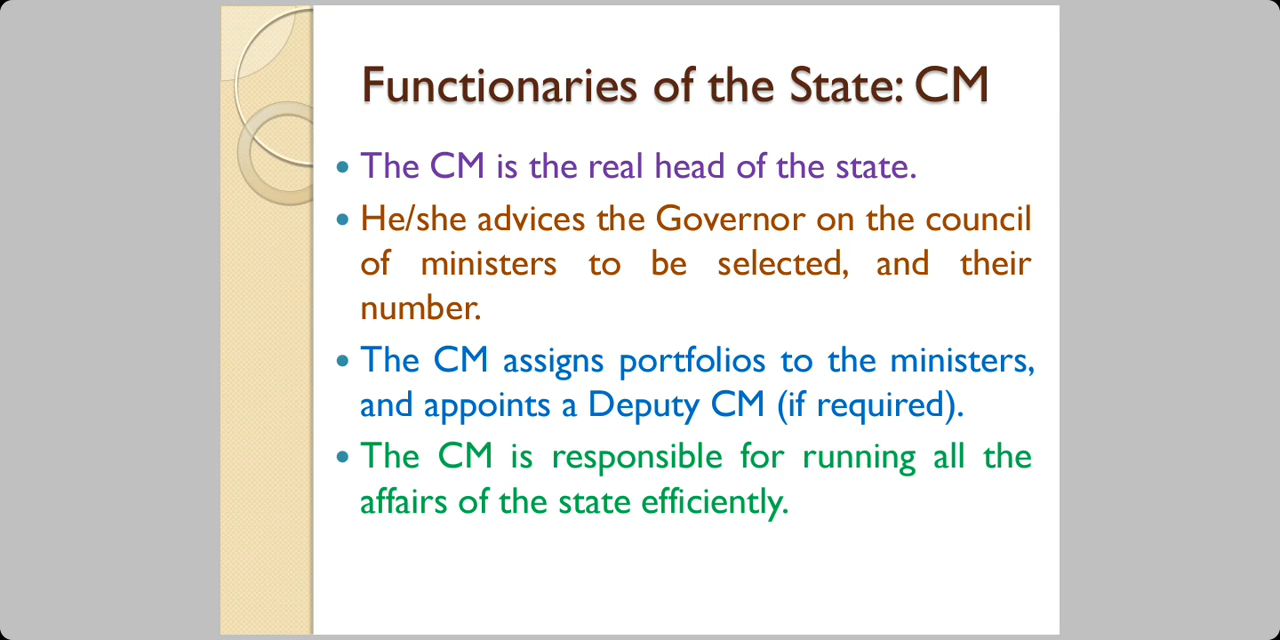 Functionaries of the State: CM
• The CM is the real head of the state.
• He/she advices the Governor on the council
of ministers to be selected, and their
number.
• The CM assigns portfolios to the ministers,
and appoints a Deputy CM (if required).
• The CM is responsible for running all the
affairs of the state efficiently.